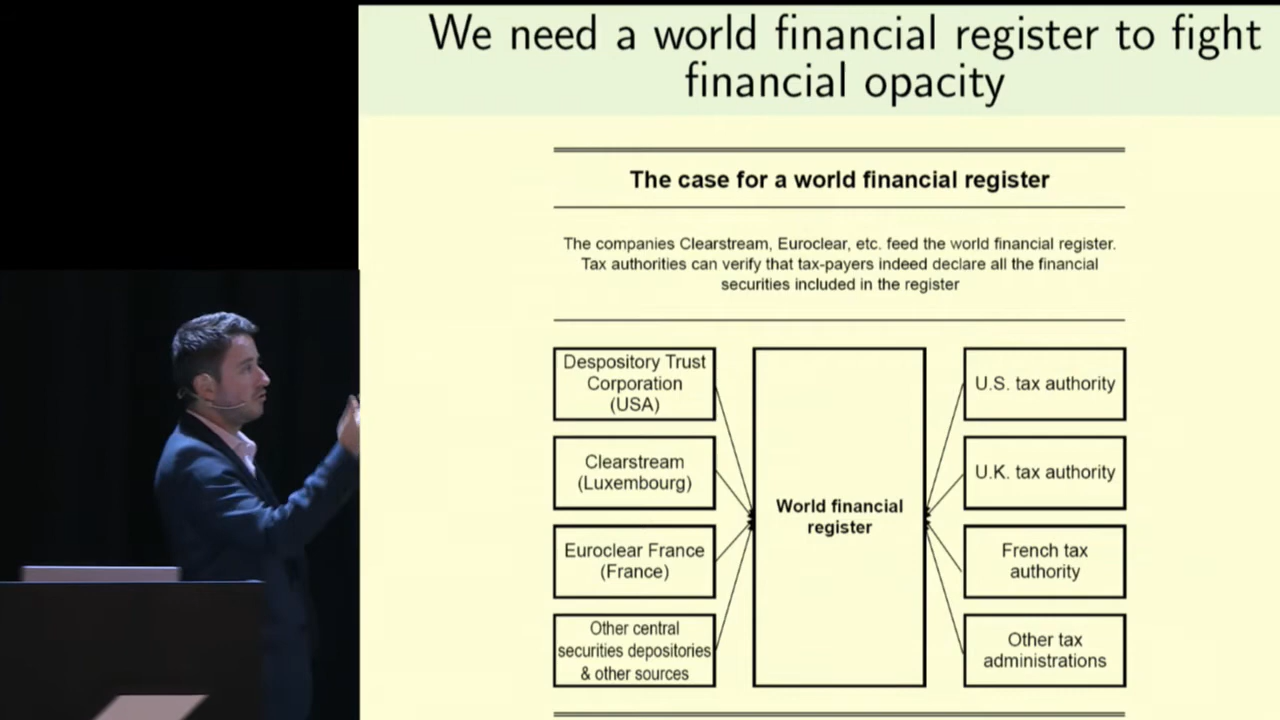 We need a world financial register to fight
financial opacity
The case for a world financial register
The companies Clearstream, Euroclear, etc. feed the world financial register.
Tax authorities can verify that tax-payers indeed declare all the financial
securities included in the register
Despository Trust
Corporation
(USA)
Clearstream
(Luxembourg)
Euroclear France
(France)
Other central
securities depositories
& other sources
World financial
register
U.S. tax authority
U.K. tax authority
French tax
authority
Other tax
administrations